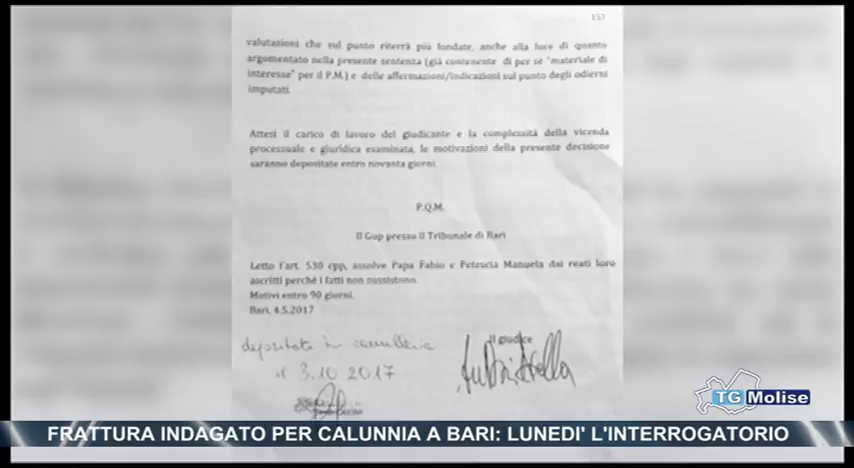 157
valutazioni che sul punto riterrà più fondate, anche alla luce di quanto
argomentato nella presente sentenza (già contenente di per sé "materiale di
interesse" per il P.M.) e delle affermazioni/indicazioni sul punto degli odierni
imputati.
Attesi il carico di lavoro del giudicante e la complessità della vicenda
processuale e giuridica esaminata, le motivazioni della presente decisione
saranno depositate entro novanta giorni.
P.Q.M.
Il Gup presso il Tribunale di Bari
Letto l'art. 530 cpp, assolve Papa Fabio e Petescia Manuela dai reati loro
ascritti perché i fatti non sussistono.
Motivi entro 90 giorni.
Bari, 4.5.2017
Il giudice
depositata in cancelleria
il 3.10.2017
TG Molise
FRATTURA INDAGATO PER CALUNNIA A BARI: LUNEDI' L'INTERROGATORIO